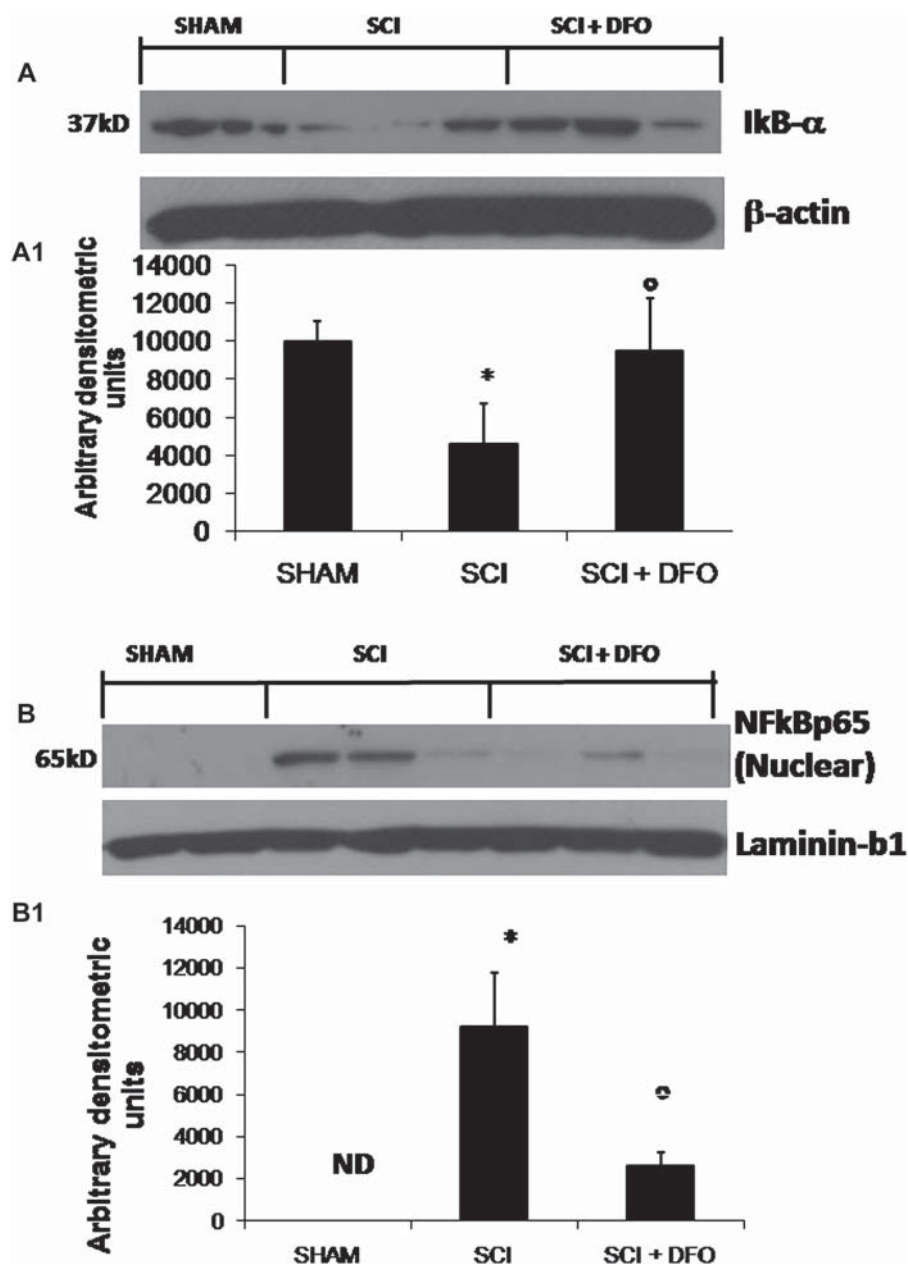 SHAM SCI SCI + DFO
A
37kD IkB-α
β-actin
A1
Arbitrary densitometric
units
14000
12000
10000
8000
6000
4000
2000
0
*
o
SHAM SCI SCI + DFO
SHAM SCI SCI + DFO
B
65kD
NFkBp65
(Nuclear)
Laminin-b1
B1
Arbitrary densitometric
units
14000
12000
10000
8000
6000
4000
2000
0
ND
*
o
SHAM SCI SCI + DFO